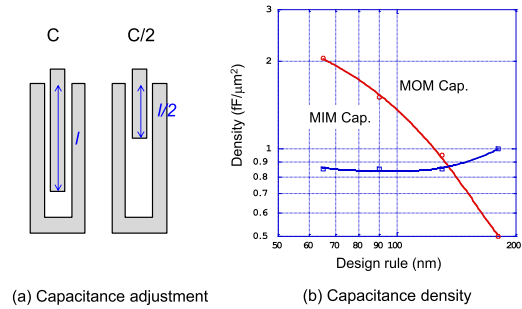 C
C/2
l
l/2
(a) Capacitance adjustment
3
2
1
0.9
0.8
0.7
0.6
0.5
Density (fF/μm²)
MOM Cap.
MIM Cap.
50
60
70
80
90
100
200
Design rule (nm)
(b) Capacitance density